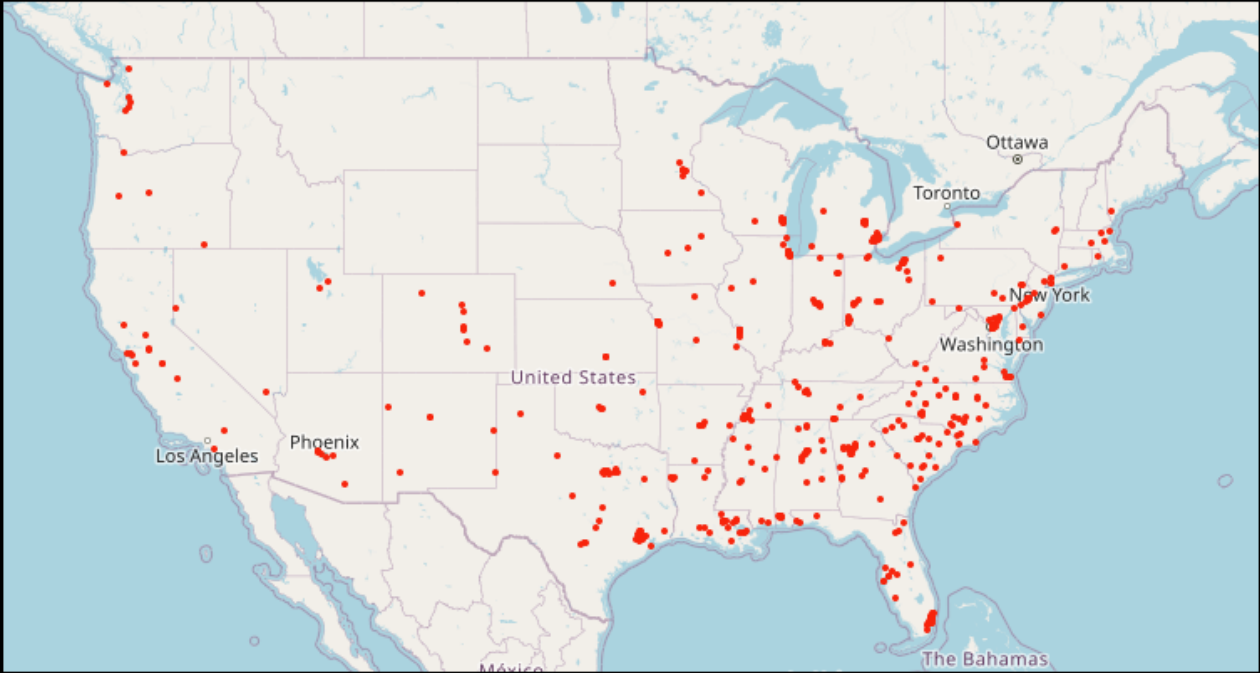 Ottawa
Toronto
New York
Washington
United States
Phoenix
Los Angeles
The Bahamas
México